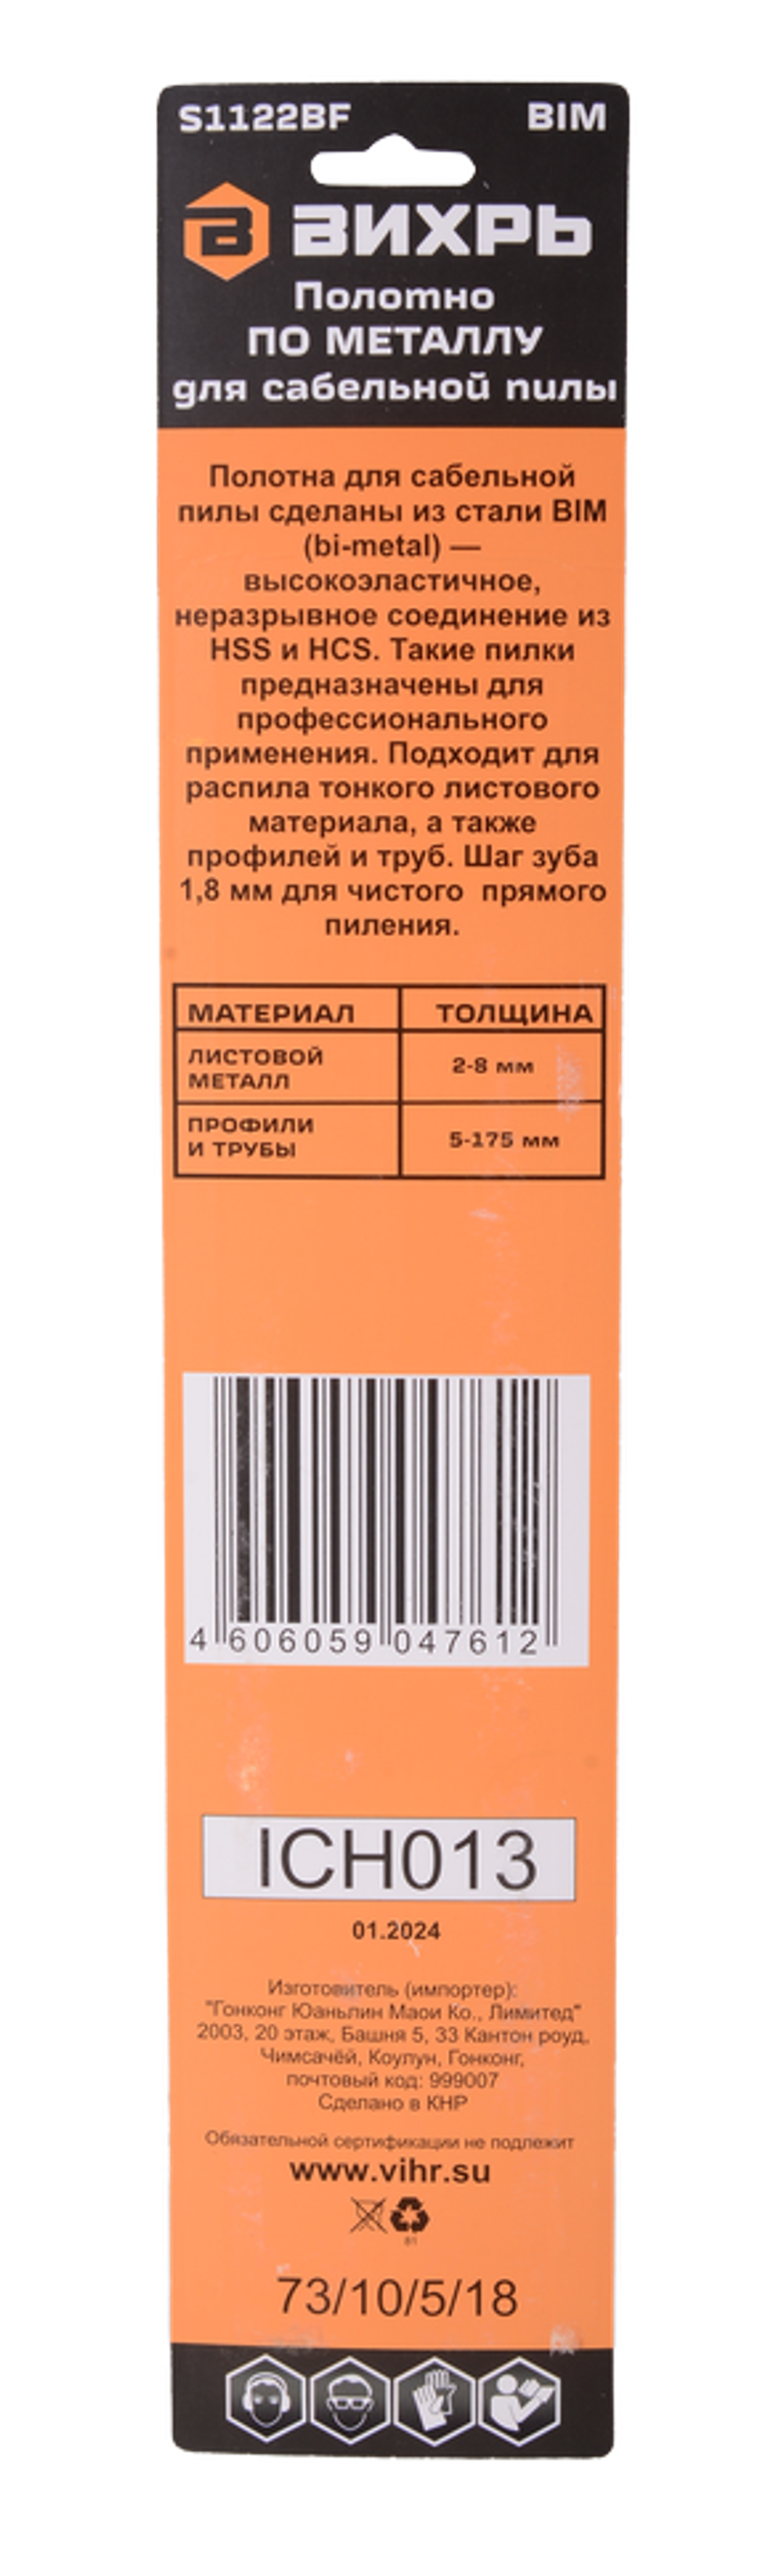 S1122BF BIM
ВИХРЬ
Полотно
ПО МЕТАЛЛУ
для сабельной пилы
Полотна для сабельной
пилы сделаны из стали BIM
(bi-metal) —
высокоэластичное,
неразрывное соединение из
HSS и HCS. Такие пилки
предназначены для
профессионального
применения. Подходит для
распила тонкого листового
материала, а также
профилей и труб. Шаг зуба
1,8 мм для чистого прямого
пиления.
МАТЕРИАЛ ТОЛЩИНА
ЛИСТОВОЙ
МЕТАЛЛ
2-8 мм
ПРОФИЛИ
И ТРУБЫ
5-175 мм
4 606059 047612
ICH013
01.2024
Изготовитель (импортер):
"Гонконг Юаньлин Маои Ко., Лимитед"
2003, 20 этаж, Башня 5, 33 Кантон роуд,
Чимсачёй, Коулун, Гонконг,
почтовый код: 999007
Сделано в КНР
Обязательной сертификации не подлежит
www.vihr.su
81
73/10/5/18